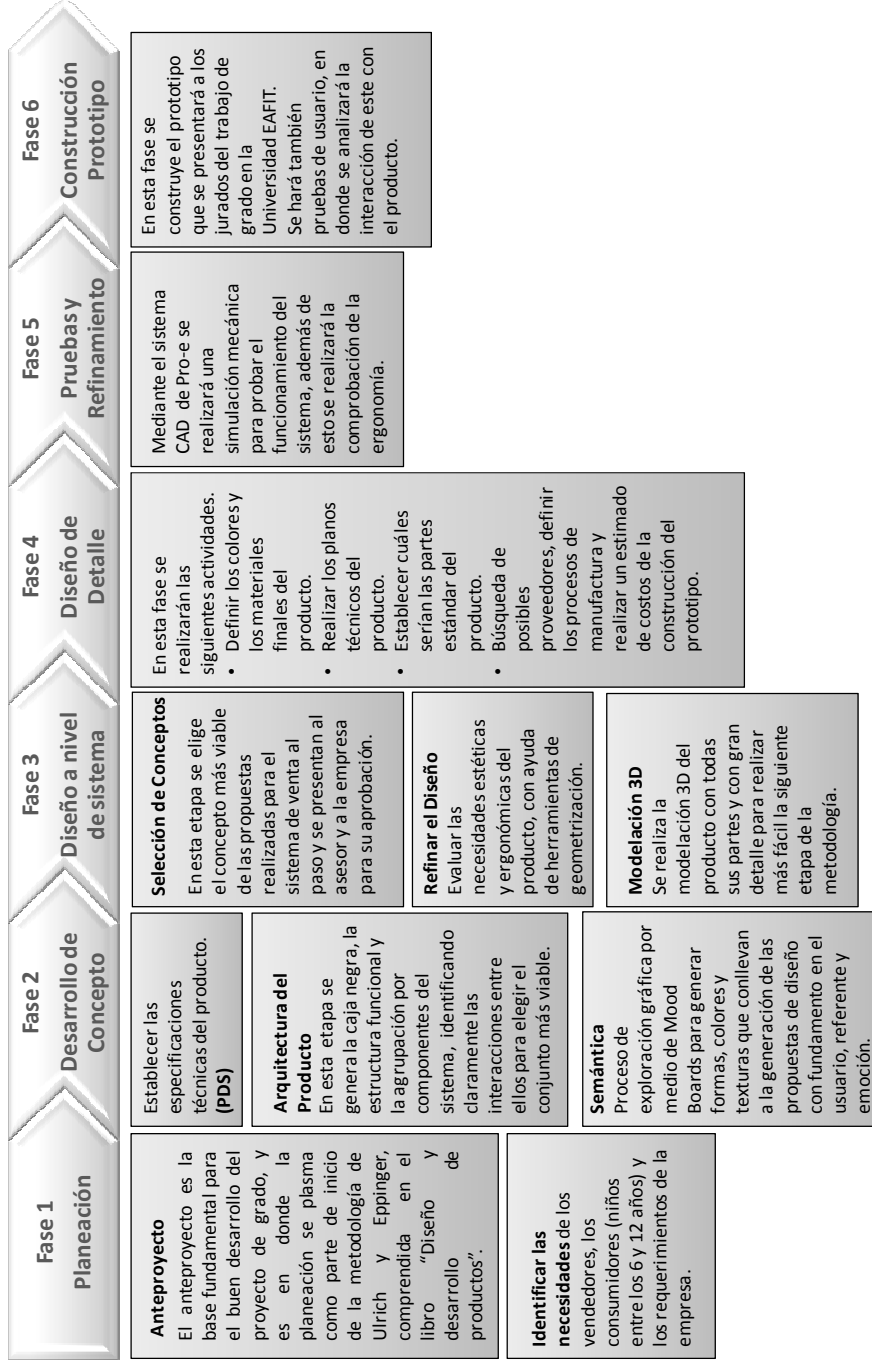 Fase 1
Planeación
Fase 2
Desarrollo de
Concepto
Fase 3
Diseño a nivel
de sistema
Fase 4
Diseño de
Detalle
Fase 5
Pruebas y
Refinamiento
Fase 6
Construcción
Prototipo
Anteproyecto
El anteproyecto es la
base fundamental para
el buen desarrollo del
proyecto de grado, y
es en donde la
planeación se plasma
como parte de inicio
de la metodología de
Ulrich y Eppinger,
comprendida en el
libro "Diseño y
desarrollo de
productos".
Identificar las
necesidades de los
vendedores, los
consumidores (niños
entre los 6 y 12 años) y
los requerimientos de la
empresa.
Establecer las
especificaciones
técnicas del producto.
(PDS)
Arquitectura del
Producto
En esta etapa se
genera la caja negra, la
estructura funcional y
la agrupación por
componentes del
sistema, identificando
claramente las
interacciones entre
ellos para elegir el
conjunto más viable.
Semántica
Proceso de
exploración gráfica por
medio de Mood
Boards para generar
formas, colores y
texturas que conllevan
a la generación de las
propuestas de diseño
con fundamento en el
usuario, referente y
emoción.
Selección de Conceptos
En esta etapa se elige
el concepto más viable
de las propuestas
realizadas para el
sistema de venta al
paso y se presentan al
asesor y a la empresa
para su aprobación.
Refinar el Diseño
Evaluar las
necesidades estéticas
y ergonómicas del
producto, con ayuda
de herramientas de
geometrización.
Modelación 3D
Se realiza la
modelación 3D del
producto con todas
sus partes y con gran
detalle para realizar
más fácil la siguiente
etapa de la
metodología.
En esta fase se
realizarán las
siguientes actividades.
• Definir los colores y
los materiales
finales del
producto.
• Realizar los planos
técnicos del
producto.
• Establecer cuáles
serían las partes
estándar del
producto.
• Búsqueda de
posibles
proveedores, definir
los procesos de
manufactura y
realizar un estimado
de costos de la
construcción del
prototipo.
Mediante el sistema
CAD de Pro-e se
realizará una
simulación mecánica
para probar el
funcionamiento del
sistema, además de
esto se realizará la
comprobación de la
ergonomía.
En esta fase se
construye el prototipo
que se presentará a los
jurados del trabajo de
grado en la
Universidad EAFIT.
Se hará también
pruebas de usuario, en
donde se analizará la
interacción de este con
el producto.